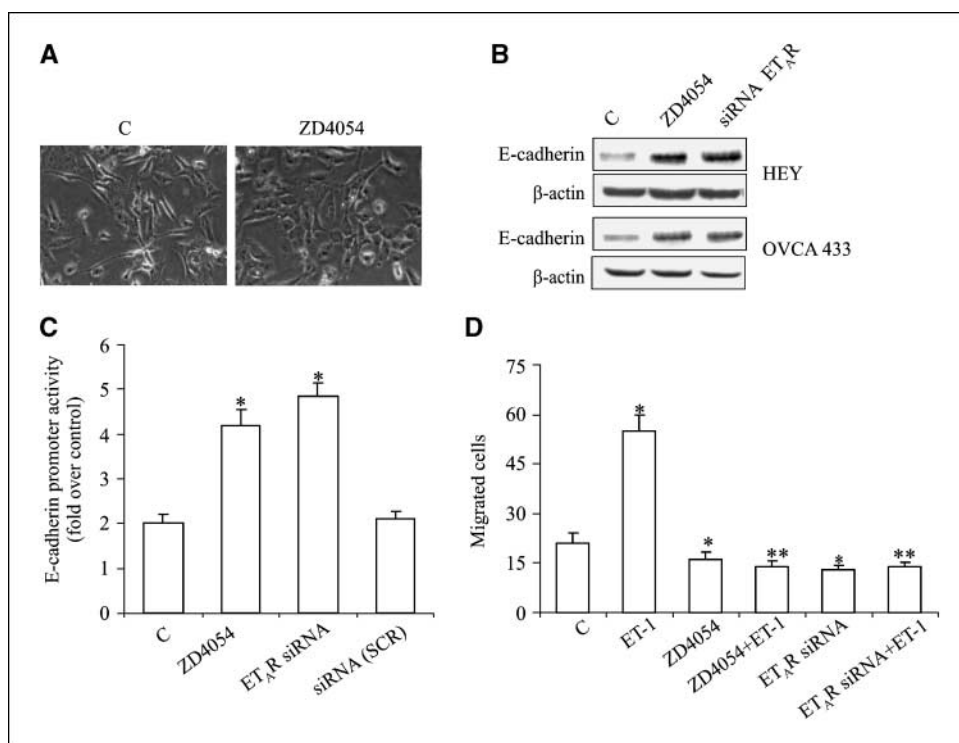 A
C
ZD4054
B
C
ZD4054
siRNA ETAR
E-cadherin
β-actin
HEY
E-cadherin
β-actin
OVCA 433
C
E-cadherin promoter activity
(fold over control)
6
5
4
3
2
1
0
*
*
C
ZD4054
ETAR siRNA
siRNA (SCR)
D
Migrated cells
75
60
45
30
15
0
*
*
**
*
**
C
ET-1
ZD4054
ZD4054+ET-1
ETAR siRNA
ETAR siRNA+ET-1